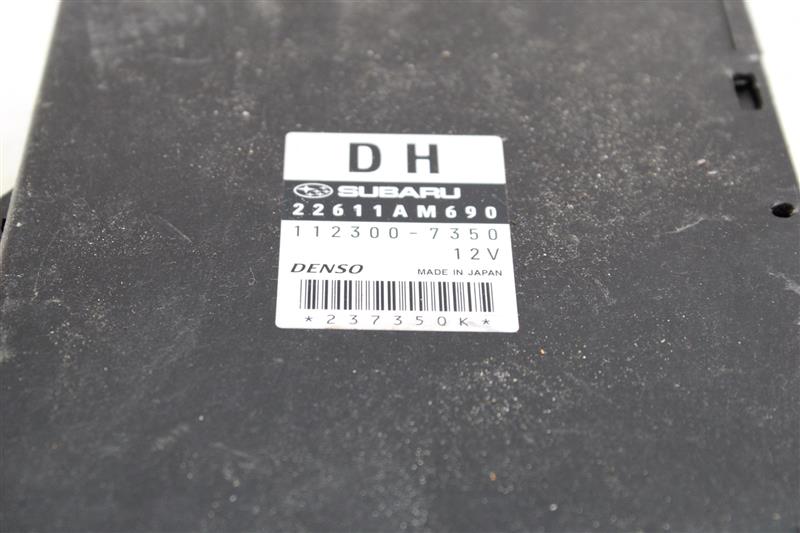 DH
SUBARU
22611AM690
112300-7350
12V
DENSO MADE IN JAPAN
*237350K*